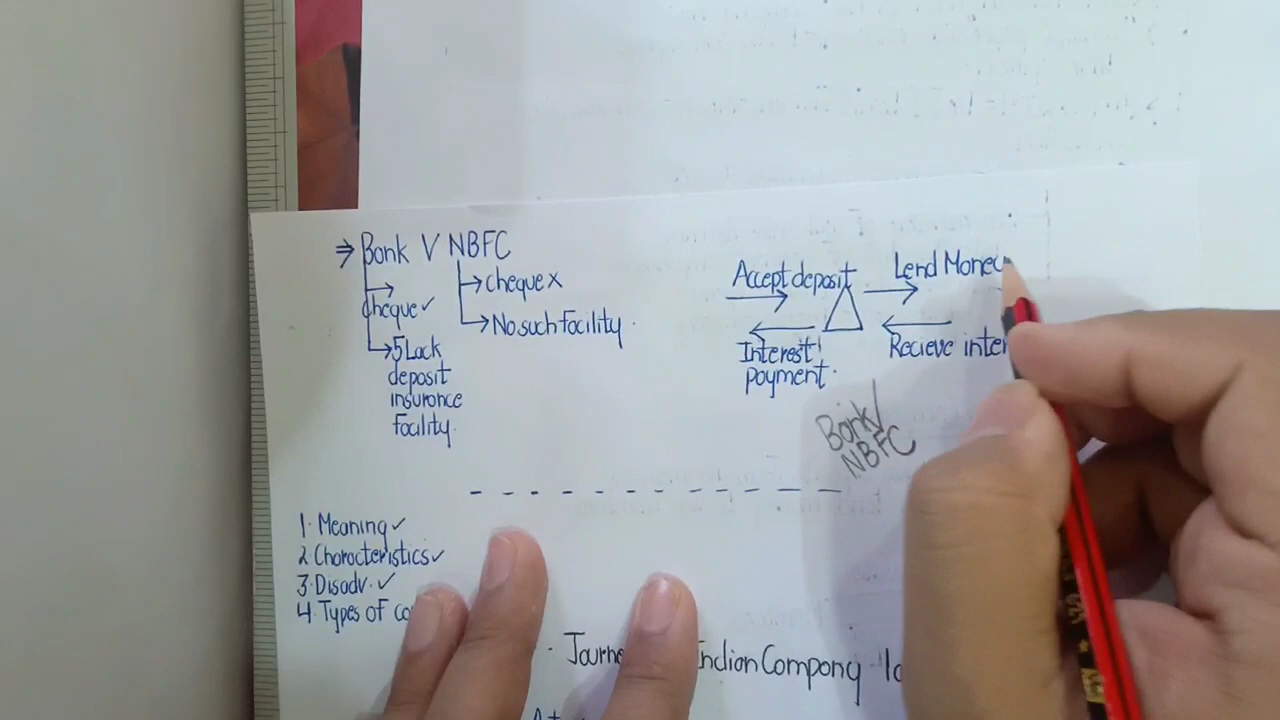 ⇒ Bank V NBFC
→ Cheque ✓
→ Cheque x
→ 5 Lack
deposit
insurance
facility.
→ No such facility.
Accept deposit
Lend Money
Interest
payment.
Recieve inter
Bank/
NBFC
1. Meaning ✓
2. Characteristics ✓
3. Disadv. ✓
4. Types of co
Journe Indian Company la